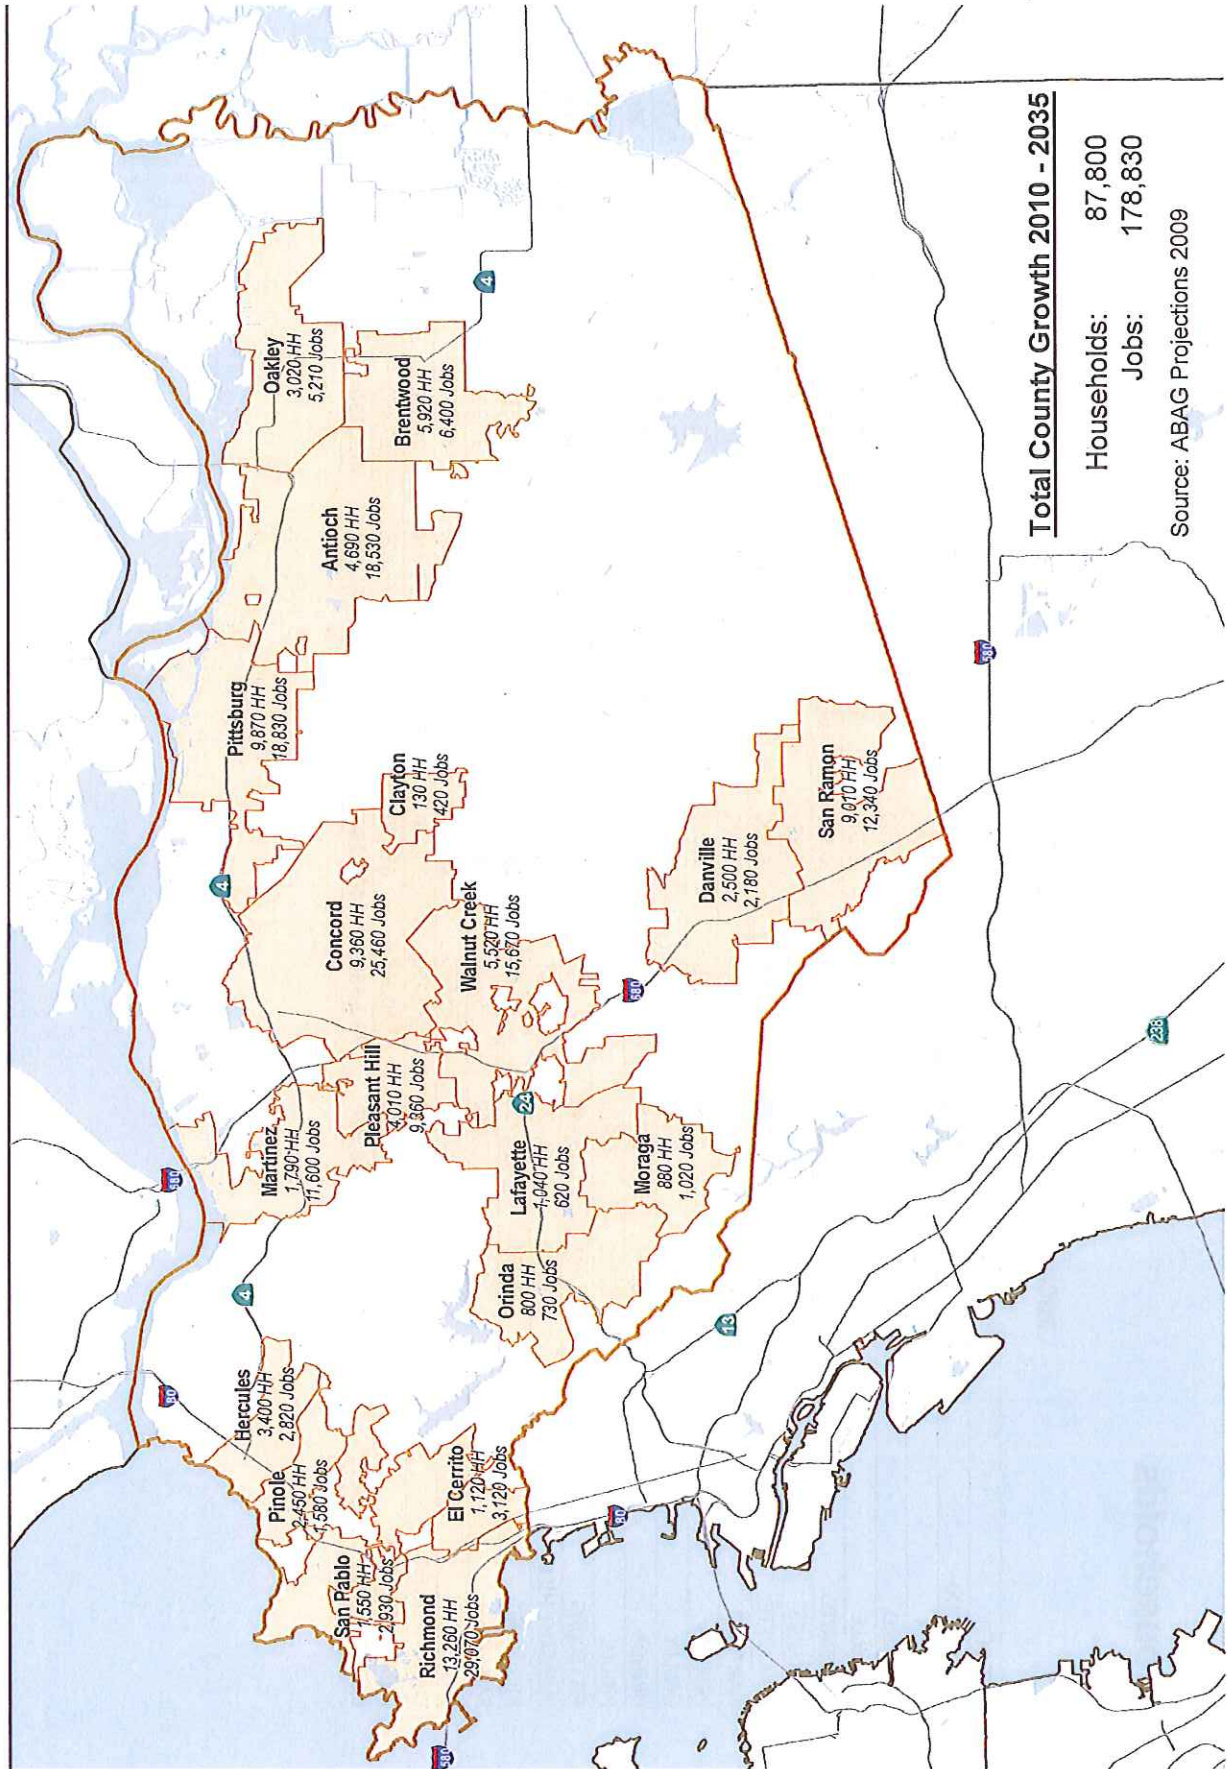 Hercules
3,400 HH
2,820 Jobs
Pinole
2,450 HH
1,580 Jobs
San Pablo
1,550 HH
2,930 Jobs
Richmond
13,260 HH
29,070 Jobs
El Cerrito
1,120 HH
3,120 Jobs
Martinez
1,790 HH
11,600 Jobs
Pleasant Hill
4,010 HH
9,360 Jobs
Concord
9,360 HH
25,460 Jobs
Clayton
130 HH
420 Jobs
Walnut Creek
5,520 HH
15,670 Jobs
Lafayette
1,040 HH
620 Jobs
Orinda
800 HH
730 Jobs
Moraga
880 HH
1,020 Jobs
Danville
2,500 HH
2,180 Jobs
San Ramon
9,010 HH
12,340 Jobs
Pittsburg
9,870 HH
18,830 Jobs
Antioch
4,690 HH
18,530 Jobs
Oakley
3,020 HH
5,210 Jobs
Brentwood
5,920 HH
6,400 Jobs
80
4
680
4
4
24
680
580
80
13
238
580
Total County Growth 2010 - 2035
Households: 87,800
Jobs: 178,830
Source: ABAG Projections 2009